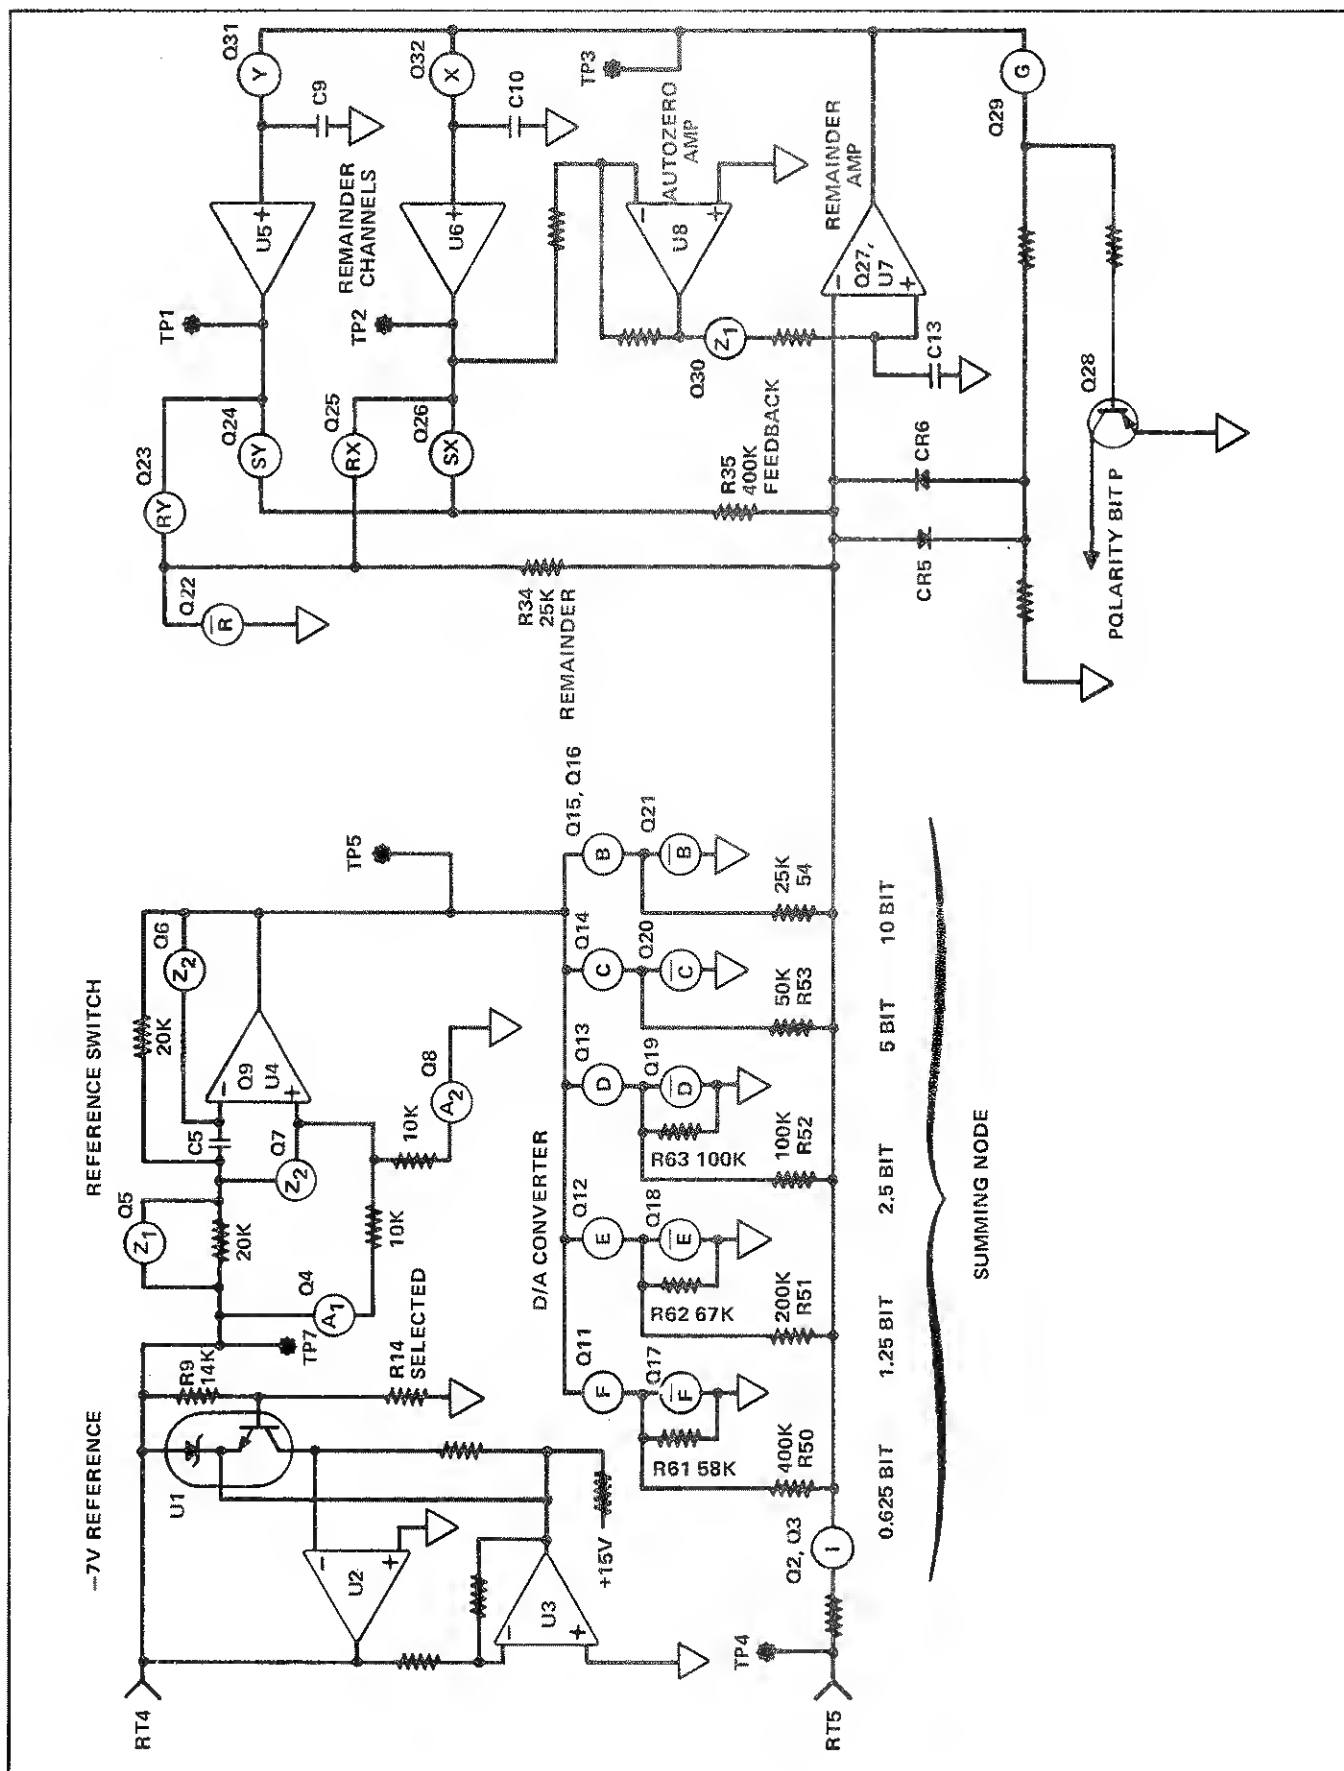 -7V REFERENCE
REFERENCE SWITCH
RT4
U1
R9
14K
TP7
R14
SELECTED
Q4
A1
Q5
Z1
20K
10K
C5
Q7
Z2
20K
Q6
Z2
Q9
U4
10K
Q8
A2
TP5
U2
U3
+15V
D/A CONVERTER
Q11
F
Q17
F
R61 58K
400K
R50
Q12
E
Q18
E
R62 67K
200K
R51
Q13
D
Q19
D
R63 100K
100K
R52
Q14
C
Q20
C
50K
R53
Q15, Q16
B
Q21
B
25K
54
TP4
RT5
Q2, Q3
I
0.625 BIT
1.25 BIT
2.5 BIT
5 BIT
10 BIT
SUMMING NODE
Q22
R
Q23
RY
Q24
SY
TP1
U5
+
C9
Q31
Y
Q25
RX
Q26
SX
TP2
REMAINDER
CHANNELS
U6
+
C10
Q32
X
R34
25K
REMAINDER
R35
400K
FEEDBACK
Q30
Z1
U8
AUTOZERO
AMP
TP3
C13
Q27,
U7
REMAINDER
AMP
CR5
CR6
Q29
G
Q28
POLARITY BIT P